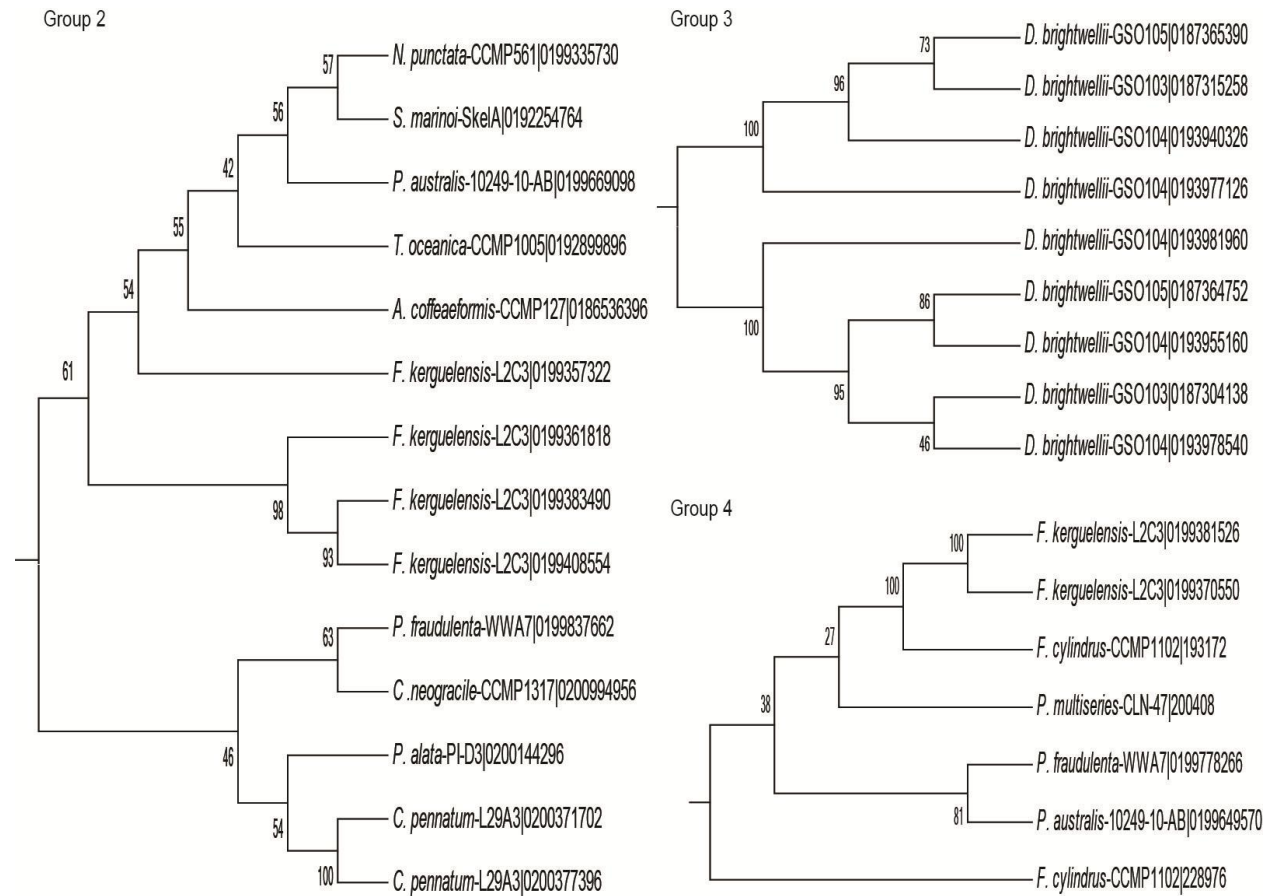 Group 2
N. punctata-CCMP561|0199335730
57
S. marinoi-SkelA|0192254764
56
P. australis-10249-10-AB|0199669098
42
T. oceanica-CCMP1005|0192899896
55
A. coffeaeformis-CCMP127|0186536396
54
F. kerguelensis-L2C3|0199357322
61
F. kerguelensis-L2C3|0199361818
F. kerguelensis-L2C3|0199383490
98
F. kerguelensis-L2C3|0199408554
93
P. fraudulenta-WWA7|0199837662
63
C .neogracile-CCMP1317|0200994956
46
P. alata-PI-D3|0200144296
C. pennatum-L29A3|0200371702
54
C. pennatum-L29A3|0200377396
100
Group 3
D. brightwellii-GSO105|0187365390
73
D. brightwellii-GSO103|0187315258
96
D. brightwellii-GSO104|0193940326
100
D. brightwellii-GSO104|0193977126
D. brightwellii-GSO104|0193981960
D. brightwellii-GSO105|0187364752
86
100
D. brightwellii-GSO104|0193955160
95
D. brightwellii-GSO103|0187304138
46
D. brightwellii-GSO104|0193978540
Group 4
F. kerguelensis-L2C3|0199381526
100
F. kerguelensis-L2C3|0199370550
100
F. cylindrus-CCMP1102|193172
27
P. multiseries-CLN-47|200408
38
P. fraudulenta-WWA7|0199778266
81
P. australis-10249-10-AB|0199649570
F. cylindrus-CCMP1102|228976